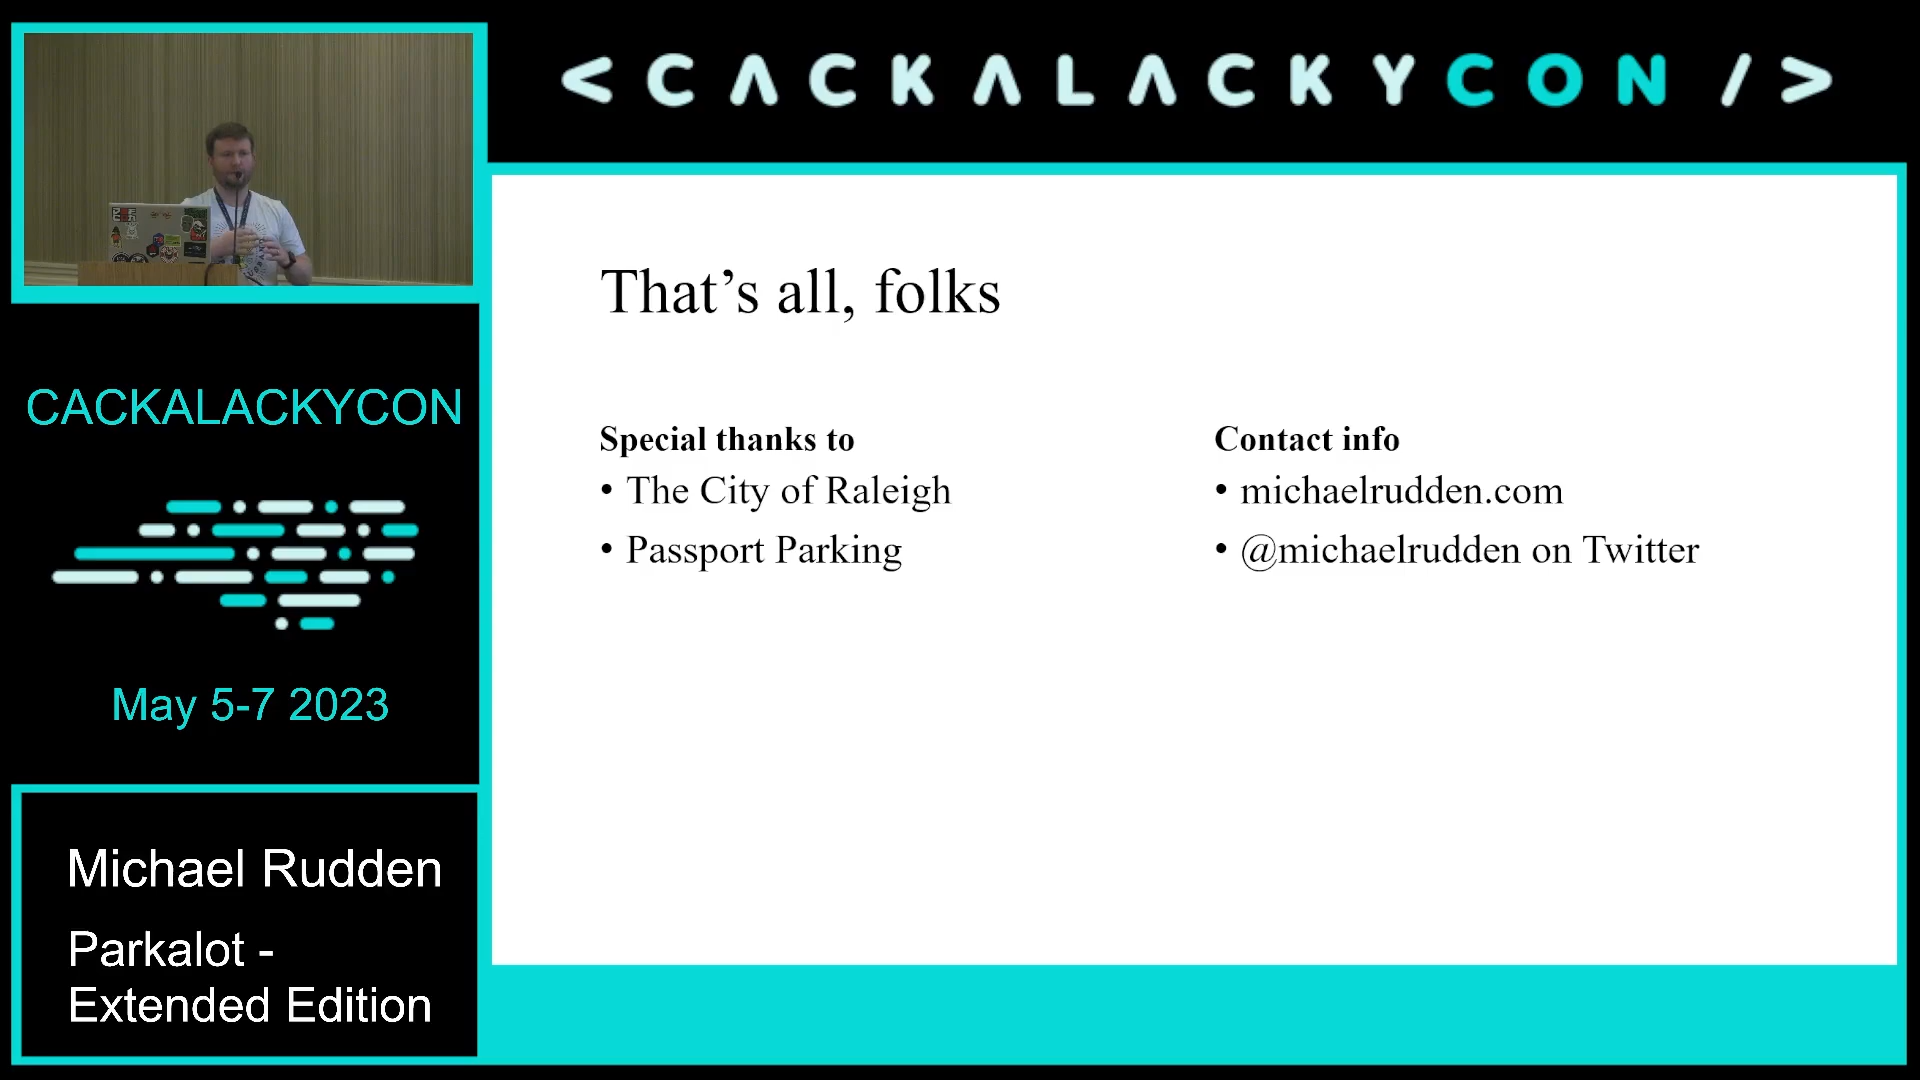 <CACKALACKYCON/>
CACKALACKYCON
May 5-7 2023
Michael Rudden
Parkalot -
Extended Edition
That’s all, folks
Special thanks to
• The City of Raleigh
• Passport Parking
Contact info
• michaelrudden.com
• @michaelrudden on Twitter